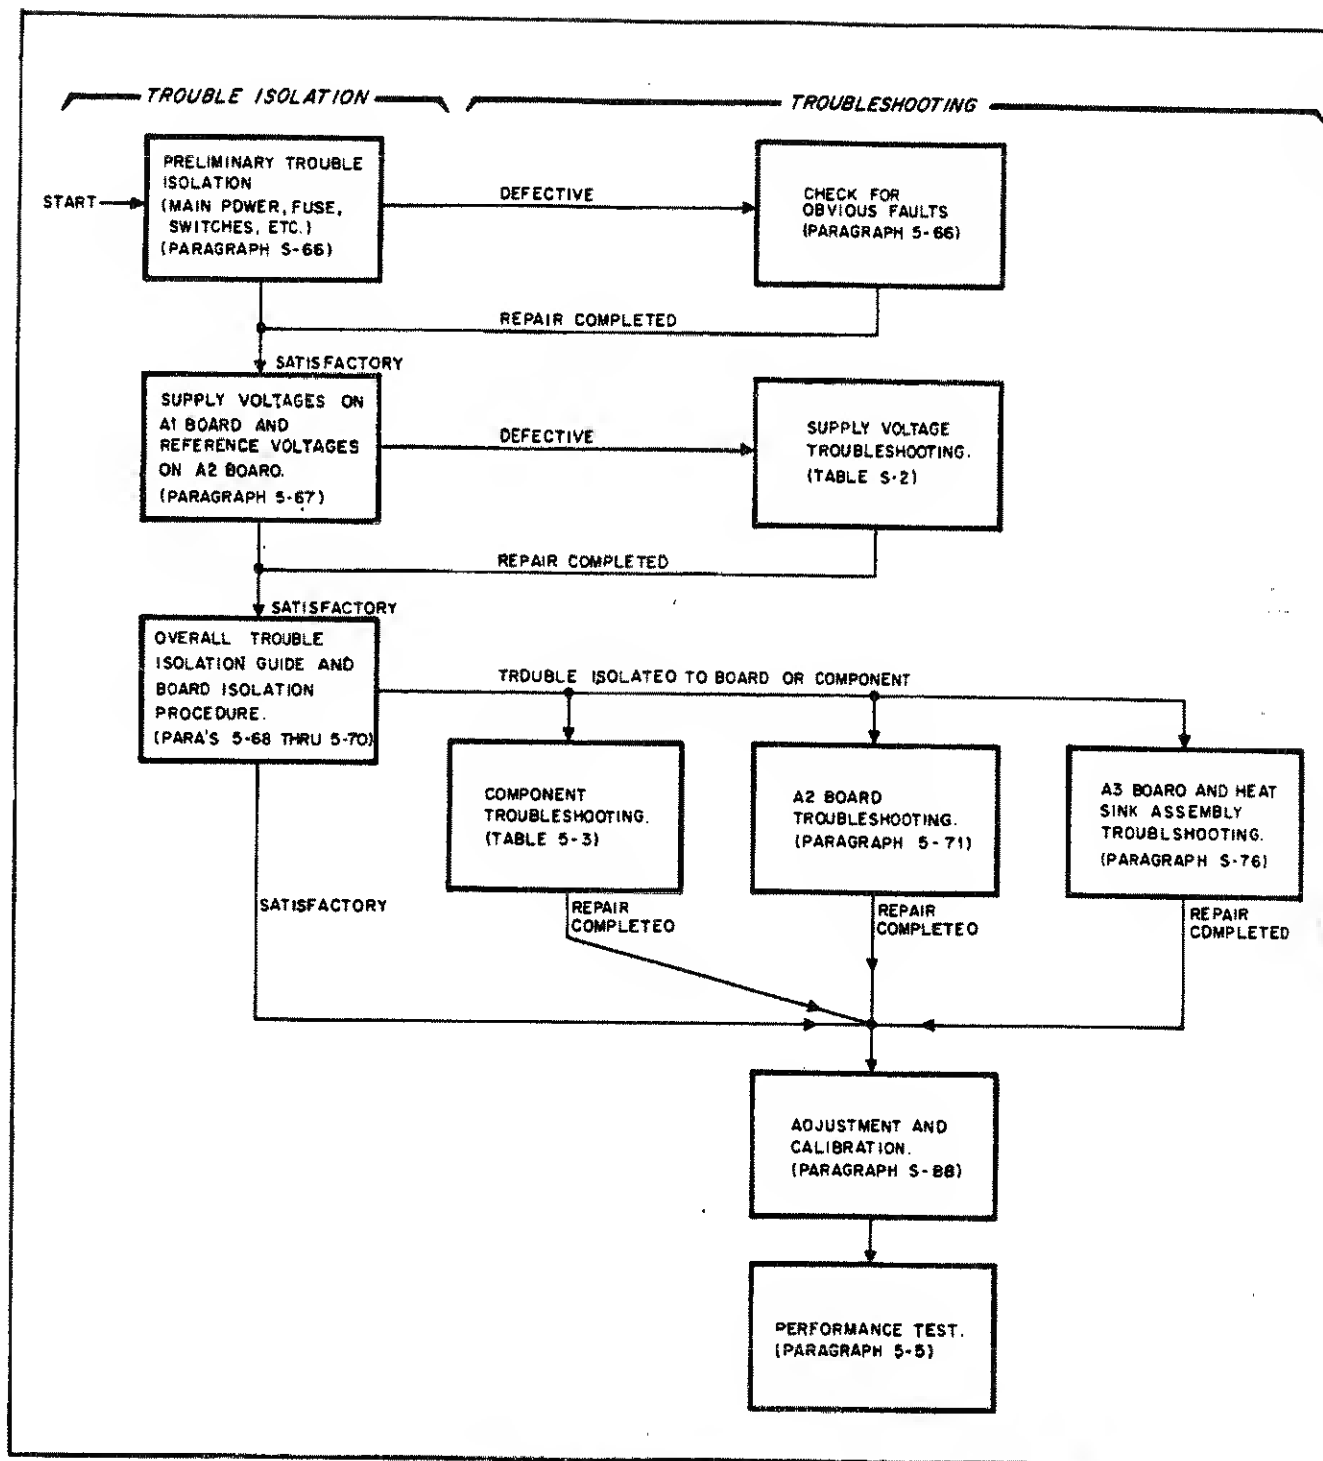 TROUBLE ISOLATION
TROUBLESHOOTING
START
PRELIMINARY TROUBLE
ISOLATION
(MAIN POWER, FUSE,
SWITCHES, ETC.)
(PARAGRAPH S-66)
DEFECTIVE
CHECK FOR
OBVIOUS FAULTS
(PARAGRAPH 5-66)
REPAIR COMPLETED
SATISFACTORY
SUPPLY VOLTAGES ON
A1 BOARD AND
REFERENCE VOLTAGES
ON A2 BOARD.
(PARAGRAPH 5-67)
DEFECTIVE
SUPPLY VOLTAGE
TROUBLESHOOTING.
(TABLE S-2)
REPAIR COMPLETED
SATISFACTORY
OVERALL TROUBLE
ISOLATION GUIDE AND
BOARD ISOLATION
PROCEDURE.
(PARA'S 5-68 THRU 5-70)
TROUBLE ISOLATED TO BOARD OR COMPONENT
COMPONENT
TROUBLESHOOTING.
(TABLE 5-3)
A2 BOARD
TROUBLESHOOTING.
(PARAGRAPH 5-71)
A3 BOARD AND HEAT
SINK ASSEMBLY
TROUBLSHOOTING.
(PARAGRAPH S-76)
SATISFACTORY
REPAIR
COMPLETED
REPAIR
COMPLETED
REPAIR
COMPLETED
ADJUSTMENT AND
CALIBRATION.
(PARAGRAPH S-88)
PERFORMANCE TEST.
(PARAGRAPH 5-5)